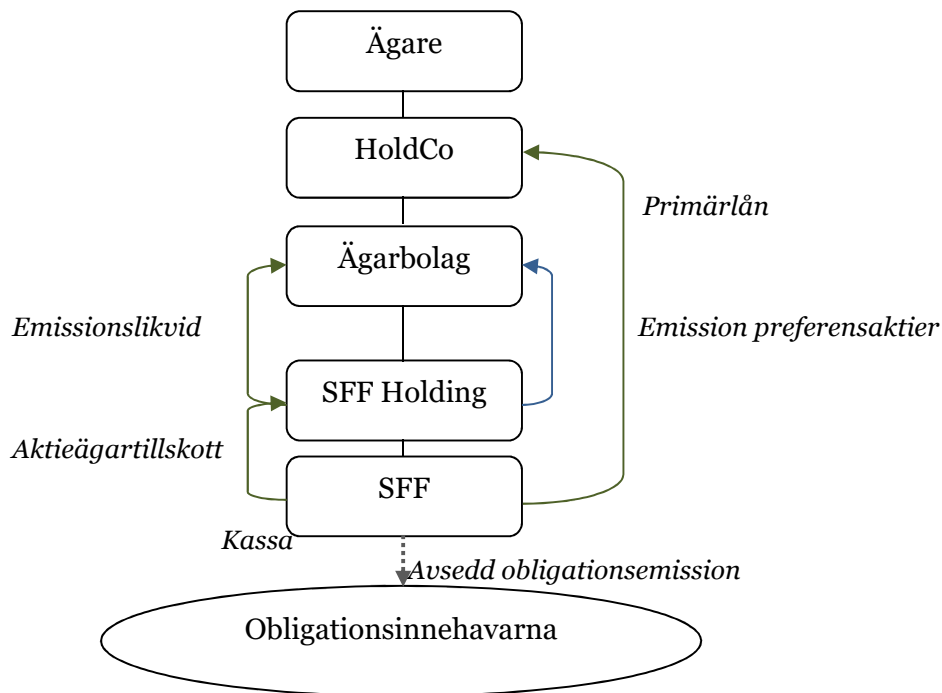 Ägare
HoldCo
Primärlån
Ägarbolag
Emissionslikvid
Emission preferensaktier
SFF Holding
Aktieägartillskott
SFF
Kassa
Avsedd obligationsemission
Obligationsinnehavarna